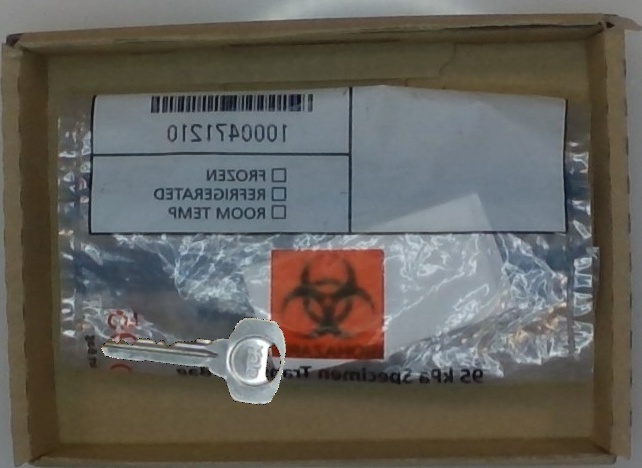 1000471210
FROZEN
REFRIGERATED
ROOM TEMP
95 kPa Specimen